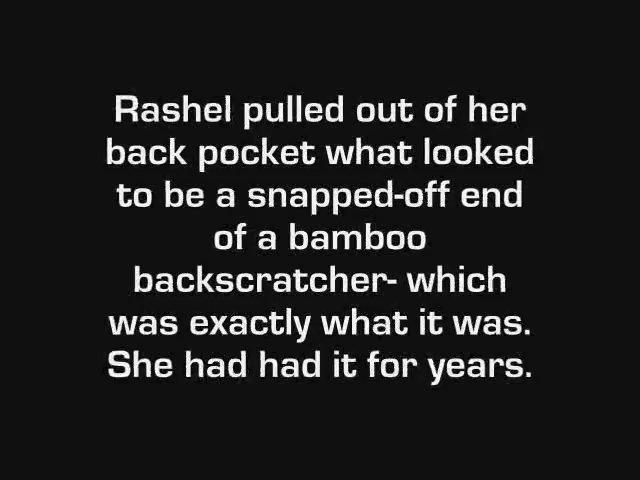 Rashel pulled out of her
back pocket what looked
to be a snapped-off end
of a bamboo
backscratcher- which
was exactly what it was.
She had had it for years.